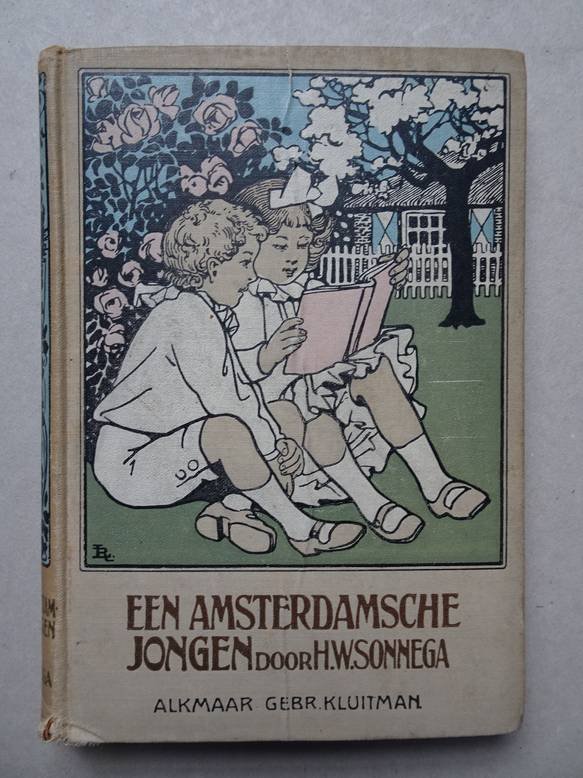 EEN AMSTERDAMSCHE
JONGEN DOOR H.W. SONNEGA
ALKMAAR GEBR. KLUITMAN